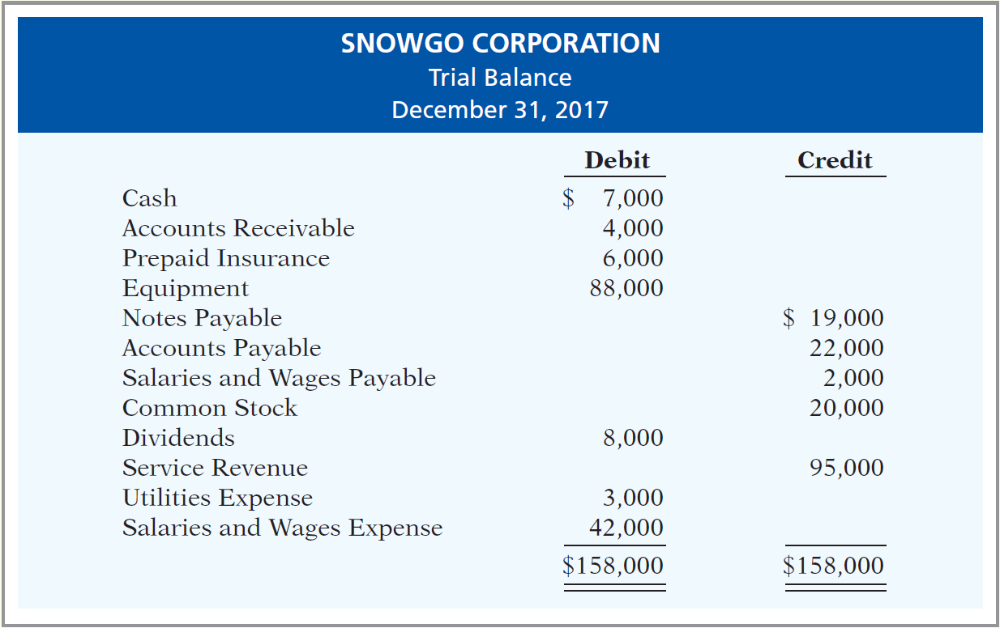 SNOWGO CORPORATION
Trial Balance
December 31, 2017
Debit Credit
Cash $ 7,000
Accounts Receivable 4,000
Prepaid Insurance 6,000
Equipment 88,000
Notes Payable $ 19,000
Accounts Payable 22,000
Salaries and Wages Payable 2,000
Common Stock 20,000
Dividends 8,000
Service Revenue 95,000
Utilities Expense 3,000
Salaries and Wages Expense 42,000
$158,000 $158,000